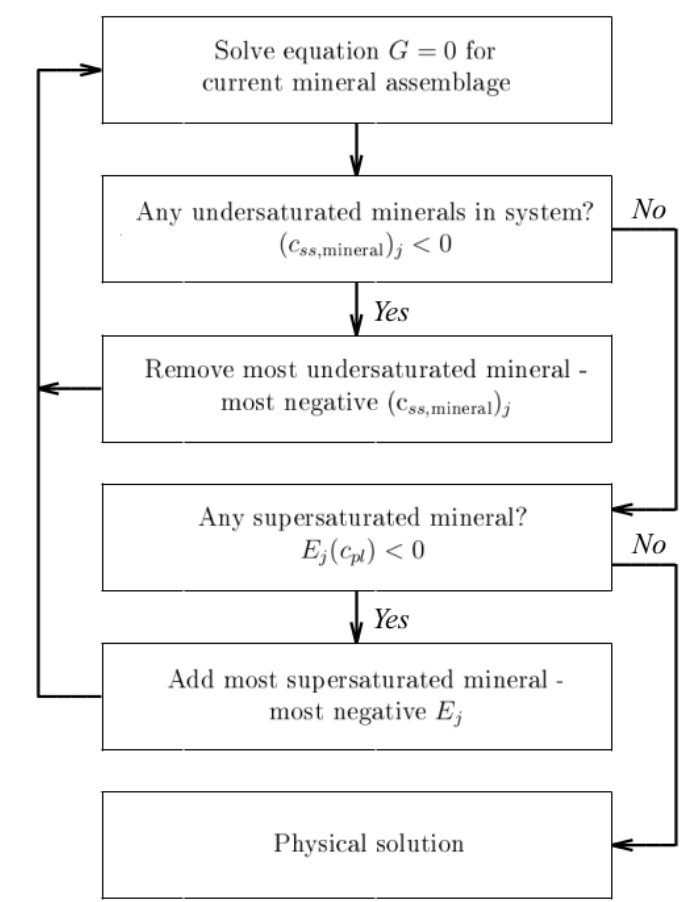 Solve equation G = 0 for
current mineral assemblage
Any undersaturated minerals in system?
(c_{ss,mineral})_j < 0
No
Yes
Remove most undersaturated mineral -
most negative (c_{ss,mineral})_j
Any supersaturated mineral?
E_j(c_{pl}) < 0
No
Yes
Add most supersaturated mineral -
most negative E_j
Physical solution